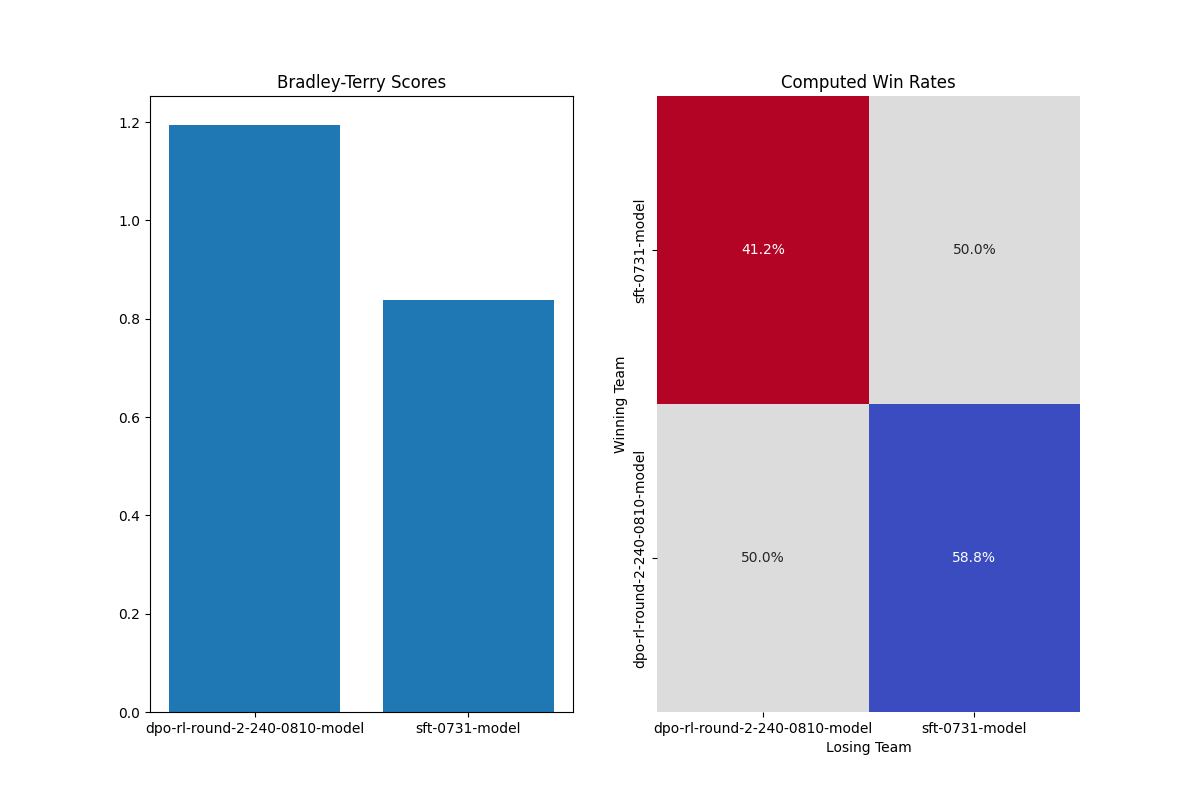 Bradley-Terry Scores
1.2
1.0
0.8
0.6
0.4
0.2
0.0
dpo-rl-round-2-240-0810-model
sft-0731-model
Computed Win Rates
Winning Team
sft-0731-model
dpo-rl-round-2-240-0810-model
41.2%
50.0%
50.0%
58.8%
dpo-rl-round-2-240-0810-model
sft-0731-model
Losing Team